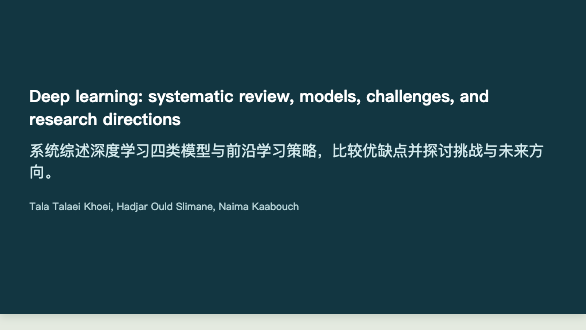 Deep learning: systematic review, models, challenges, and
research directions
系统综述深度学习四类模型与前沿学习策略，比较优缺点并探讨挑战与未来方
向。
Tala Talaei Khoei, Hadjar Ould Slimane, Naima Kaabouch